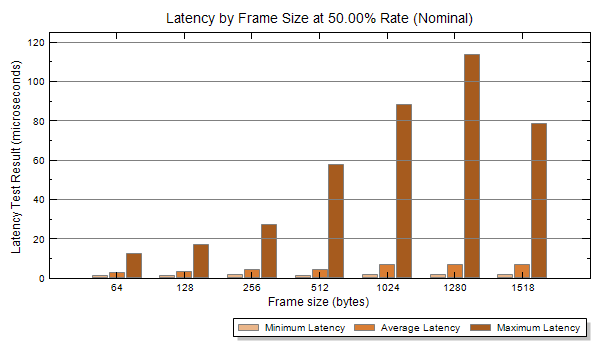 Latency by Frame Size at 50.00% Rate (Nominal)
Latency Test Result (microseconds)
120
100
80
60
40
20
0
64 128 256 512 1024 1280 1518
Frame size (bytes)
Minimum Latency Average Latency Maximum Latency